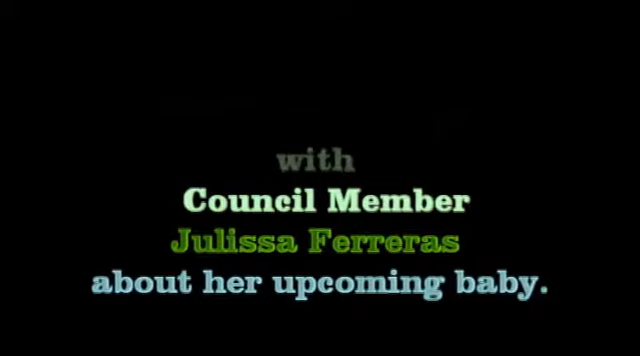 with
Council Member
Julissa Ferreras
about her upcoming baby.